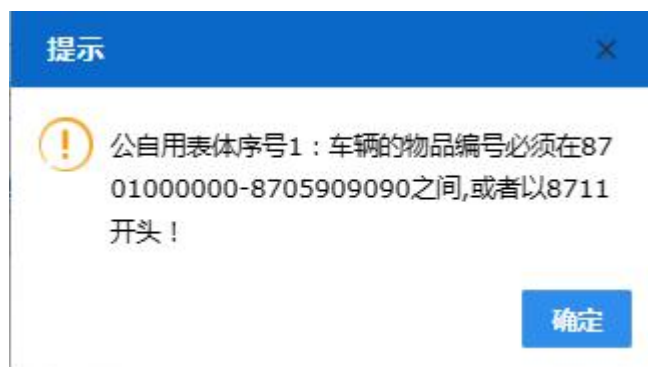 提示
公自用表体序号1：车辆的物品编号必须在87
01000000-8705909090之间,或者以8711
开头！
确定